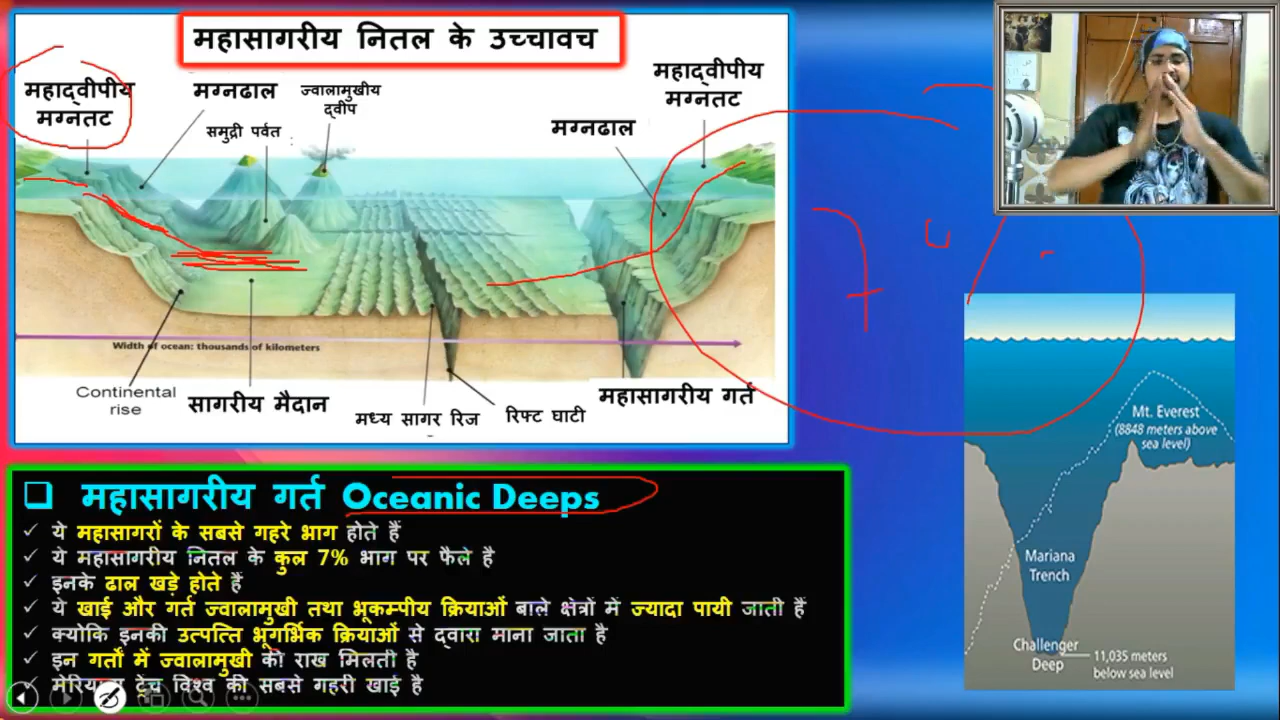 महासागरीय नितल के उच्चावच
महाद्वीपीय
मग्नतट
मग्नढाल
ज्वालामुखीय
द्वीप
समुद्री पर्वत
मग्नढाल
महाद्वीपीय
मग्नतट
Width of ocean: thousands of kilometers
Continental
rise
सागरीय मैदान
मध्य सागर रिज
रिफ्ट घाटी
महासागरीय गर्त
महासागरीय गर्त Oceanic Deeps
ये महासागरों के सबसे गहरे भाग होते हैं
ये महासागरीय नितल के कुल 7% भाग पर फैले है
इनके ढाल खड़े होते हैं
ये खाई और गर्त ज्वालामुखी तथा भूकम्पीय क्रियाओं बाले क्षेत्रों में ज्यादा पायी जाती हैं
क्योकि इनकी उत्पत्ति भूगर्भिक क्रियाओं से द्वारा माना जाता है
इन गर्तों में ज्वालामुखी की राख मिलती है
ट्रेंच विश्व की सबसे गहरी खाई है
Mt. Everest
(8848 meters above
sea level)
Mariana
Trench
Challenger
Deep
11,035 meters
below sea level